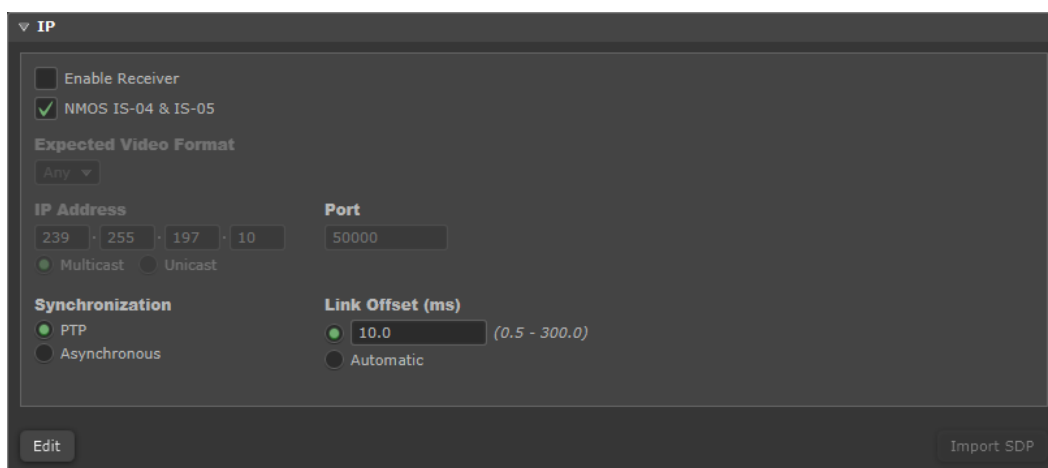 IP
Enable Receiver
NMOS IS-04 & IS-05
Expected Video Format
Any
IP Address
Port
239 . 255 . 197 . 10
50000
Multicast Unicast
Synchronization
Link Offset (ms)
PTP
10.0 (0.5 - 300.0)
Asynchronous
Automatic
Edit
Import SDP